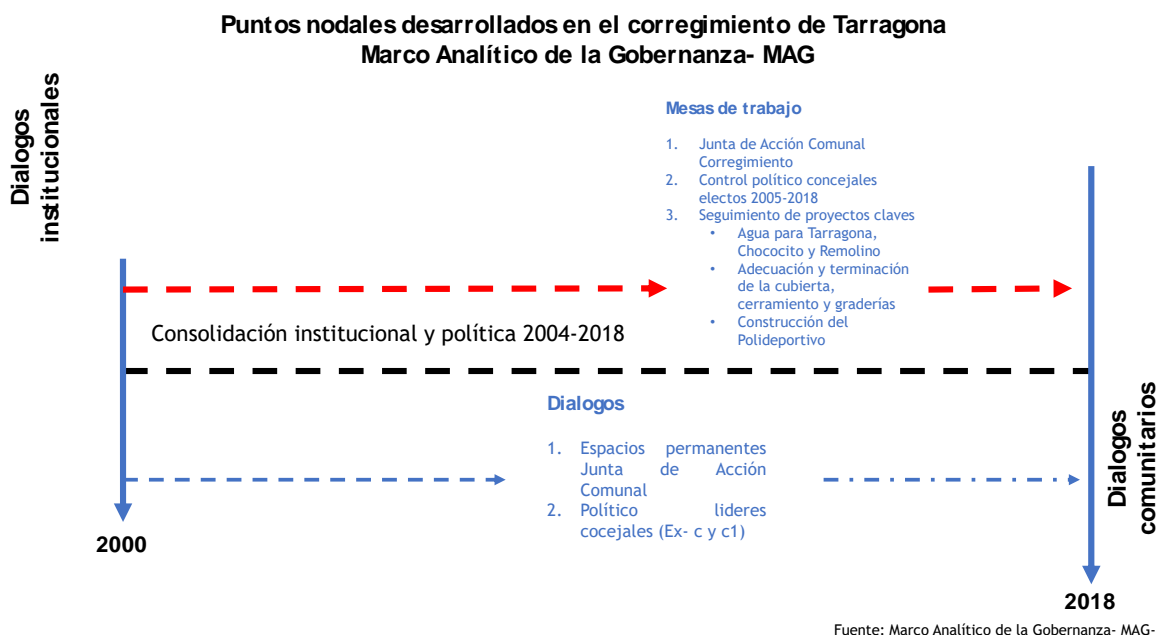 Puntos nodales desarrollados en el corregimiento de Tarragona
Marco Analítico de la Gobernanza- MAG
Dialogos
institucionales
Mesas de trabajo
1. Junta de Acción Comunal
Corregimiento
2. Control político concejales
electos 2005-2018
3. Seguimiento de proyectos claves
• Agua para Tarragona,
Chococito y Remolino
• Adecuación y terminación
de la cubierta,
cerramiento y graderías
• Construcción del
Polideportivo
Consolidación institucional y política 2004-2018
Dialogos
1. Espacios permanentes
Junta de Acción
Comunal
2. Político lideres
cocejales (Ex- c y c1)
Dialogos
comunitarios
2000
2018
Fuente: Marco Analítico de la Gobernanza- MAG-